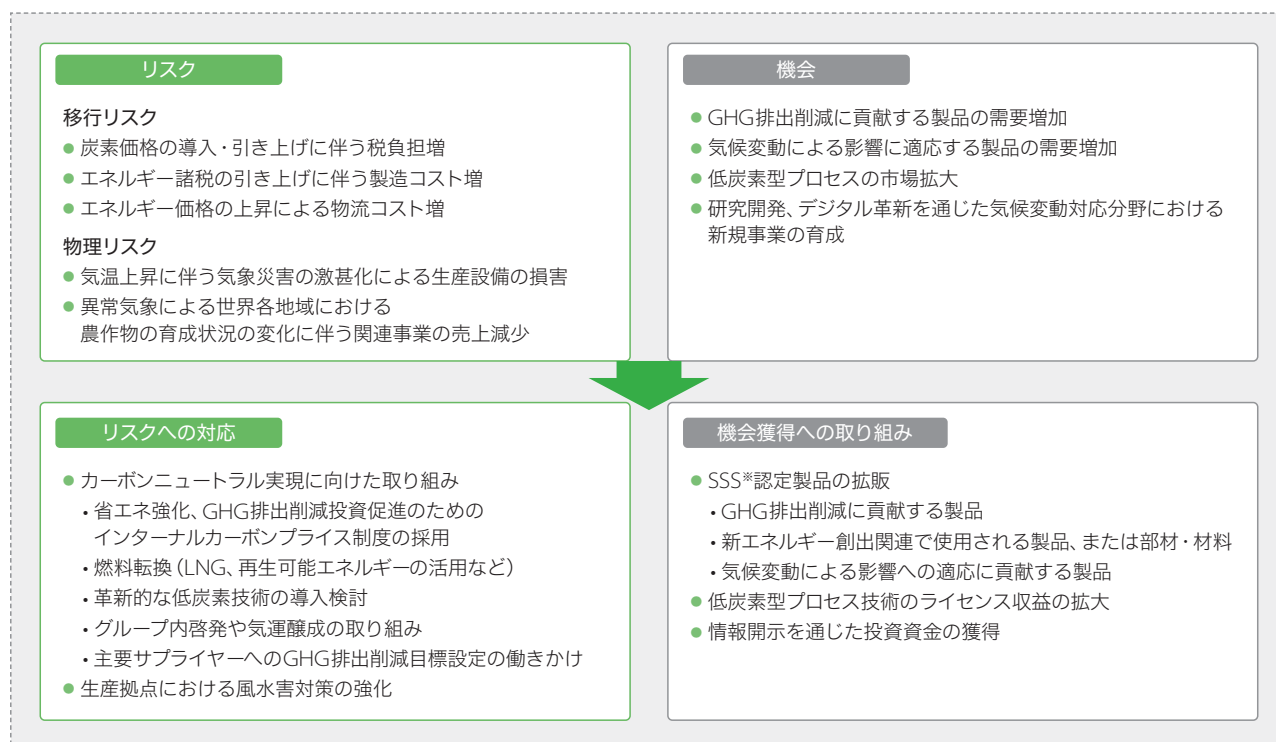 リスク
移行リスク
● 炭素価格の導入・引き上げに伴う税負担増
● エネルギー諸税の引き上げに伴う製造コスト増
● エネルギー価格の上昇による物流コスト増
物理リスク
● 気温上昇に伴う気象災害の激甚化による生産設備の損害
● 異常気象による世界各地域における
農作物の育成状況の変化に伴う関連事業の売上減少
機会
● GHG排出削減に貢献する製品の需要増加
● 気候変動による影響に適応する製品の需要増加
● 低炭素型プロセスの市場拡大
● 研究開発、デジタル革新を通じた気候変動対応分野における
新規事業の育成
リスクへの対応
● カーボンニュートラル実現に向けた取り組み
・省エネ強化、GHG排出削減投資促進のための
インターナルカーボンプライス制度の採用
・燃料転換（LNG、再生可能エネルギーの活用など）
・革新的な低炭素技術の導入検討
・グループ内啓発や気運醸成の取り組み
・主要サプライヤーへのGHG排出削減目標設定の働きかけ
● 生産拠点における風水害対策の強化
機会獲得への取り組み
● SSS※認定製品の拡販
・GHG排出削減に貢献する製品
・新エネルギー創出関連で使用される製品、または部材・材料
・気候変動による影響への適応に貢献する製品
● 低炭素型プロセス技術のライセンス収益の拡大
● 情報開示を通じた投資資金の獲得